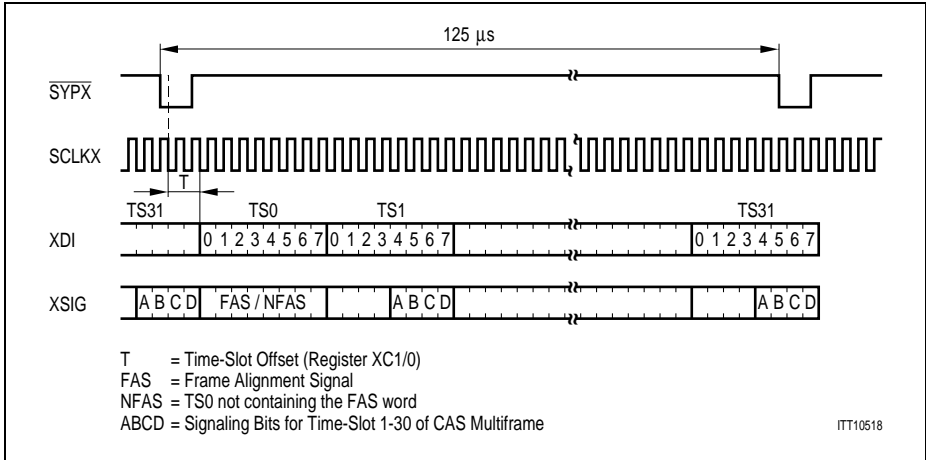 125 μs
SYPX
SCLKX
T
TS31 TS0 TS1 TS31
XDI 0 1 2 3 4 5 6 7 0 1 2 3 4 5 6 7 0 1 2 3 4 5 6 7
XSIG A B C D FAS / NFAS A B C D A B C D
T = Time-Slot Offset (Register XC1/0)
FAS = Frame Alignment Signal
NFAS = TS0 not containing the FAS word
ABCD = Signaling Bits for Time-Slot 1-30 of CAS Multiframe
ITT10518